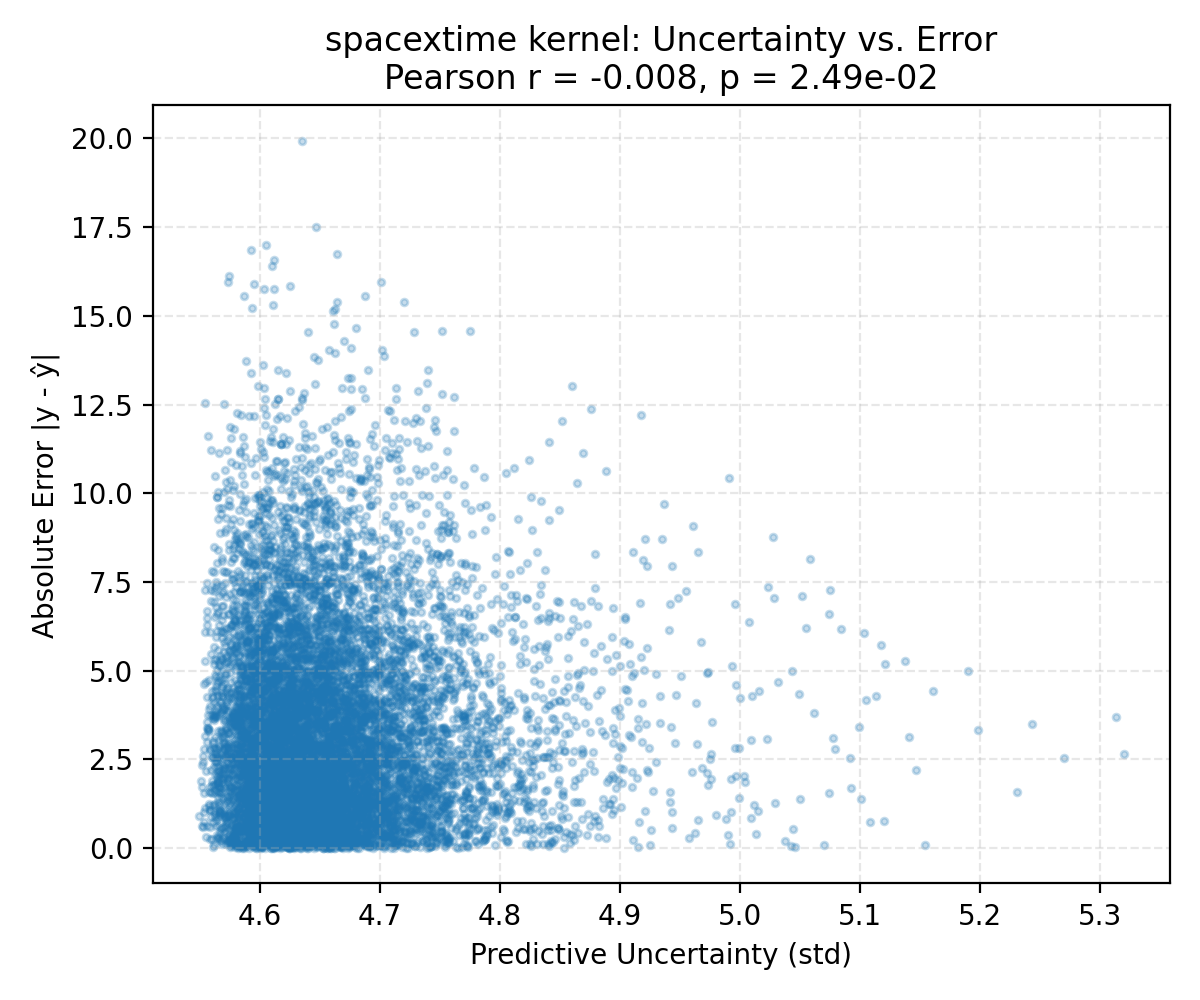 spacextime kernel: Uncertainty vs. Error
Pearson r = -0.008, p = 2.49e-02
20.0
17.5
15.0
12.5
10.0
7.5
5.0
2.5
0.0
Absolute Error |y - ŷ|
4.6 4.7 4.8 4.9 5.0 5.1 5.2 5.3
Predictive Uncertainty (std)